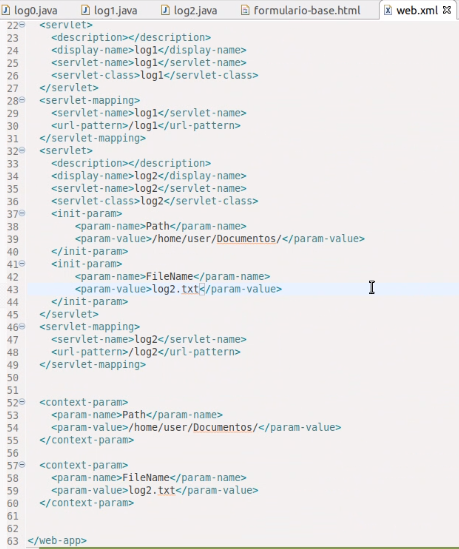 log0.java log1.java log2.java formulario-base.html web.xml
22 <servlet>
23 <description></description>
24 <display-name>log1</display-name>
25 <servlet-name>log1</servlet-name>
26 <servlet-class>log1</servlet-class>
27 </servlet>
28 <servlet-mapping>
29 <servlet-name>log1</servlet-name>
30 <url-pattern>/log1</url-pattern>
31 </servlet-mapping>
32 <servlet>
33 <description></description>
34 <display-name>log2</display-name>
35 <servlet-name>log2</servlet-name>
36 <servlet-class>log2</servlet-class>
37 <init-param>
38 <param-name>Path</param-name>
39 <param-value>/home/user/Documentos/</param-value>
40 </init-param>
41 <init-param>
42 <param-name>FileName</param-name>
43 <param-value>log2.txt</param-value>
44 </init-param>
45 </servlet>
46 <servlet-mapping>
47 <servlet-name>log2</servlet-name>
48 <url-pattern>/log2</url-pattern>
49 </servlet-mapping>
50
51
52 <context-param>
53 <param-name>Path</param-name>
54 <param-value>/home/user/Documentos/</param-value>
55 </context-param>
56
57 <context-param>
58 <param-name>FileName</param-name>
59 <param-value>log2.txt</param-value>
60 </context-param>
61
62
63 </web-app>